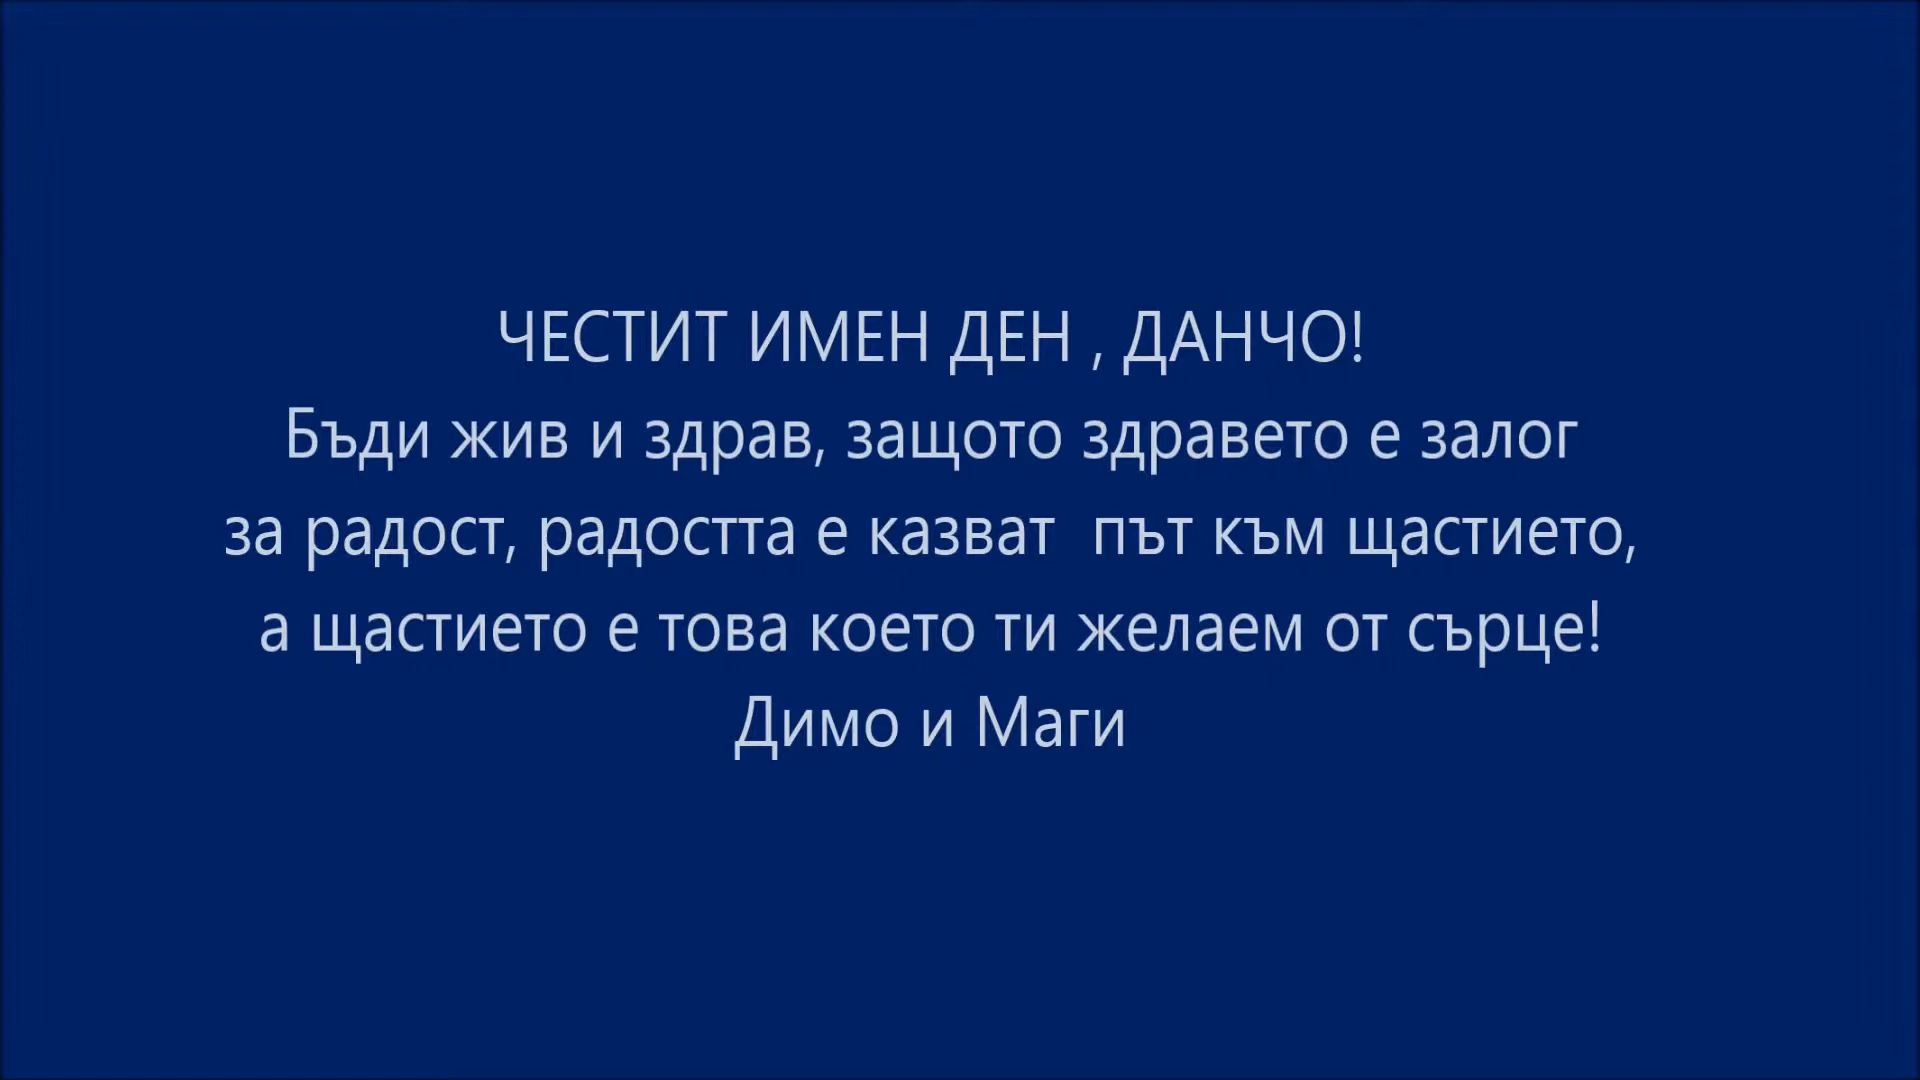 ЧЕСТИТ ИМЕН ДЕН , ДАНЧО!
Бъди жив и здрав, защото здравето е залог
за радост, радостта е казват  път към щастието,
а щастието е това което ти желаем от сърце!
Димо и Маги